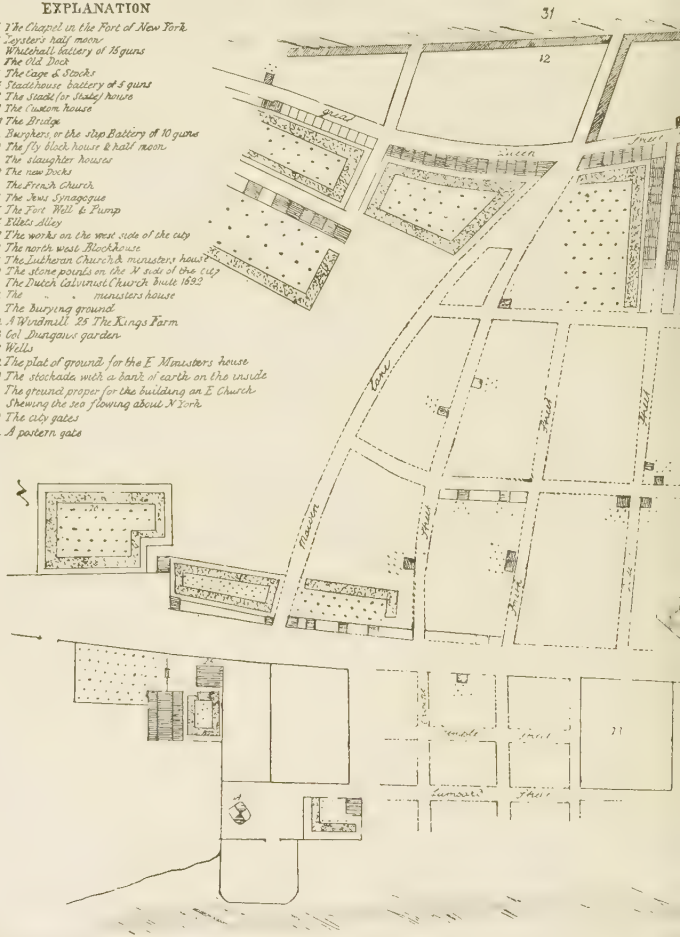 EXPLANATION
The Chapel in the Fort of New York
Leyster's half moon
Whitehall battery of 15 guns
The Old Dock
The Cage & Stocks
Stadthouse battery of 5 guns
The Stadt (or State) house
The Custom house
The Bridge
Burghers, or the slip Battery of 10 guns
The fly block house & half moon
The slaughter houses
The new Docks
The French Church
The Jews Synagogue
The Fort Well & Pump
Ellets Alley
The works on the west side of the city
The north west Blockhouse
The Lutheran Church & ministers house
The stone points on the N side of the city
The Dutch Calvinist Church built 1692
The " " ministers house
The burying ground
A Windmill 25 The Kings Farm
Col Dungans garden
Wells
The plat of ground for the E Ministers house
The stockade, with a bank of earth on the inside
The ground proper for the building an E Church
Shewing the sea flowing about N York
The city gates
A postern gate
31
12
great
queen
street
lane
street
street
Maiden
street
street
street
street